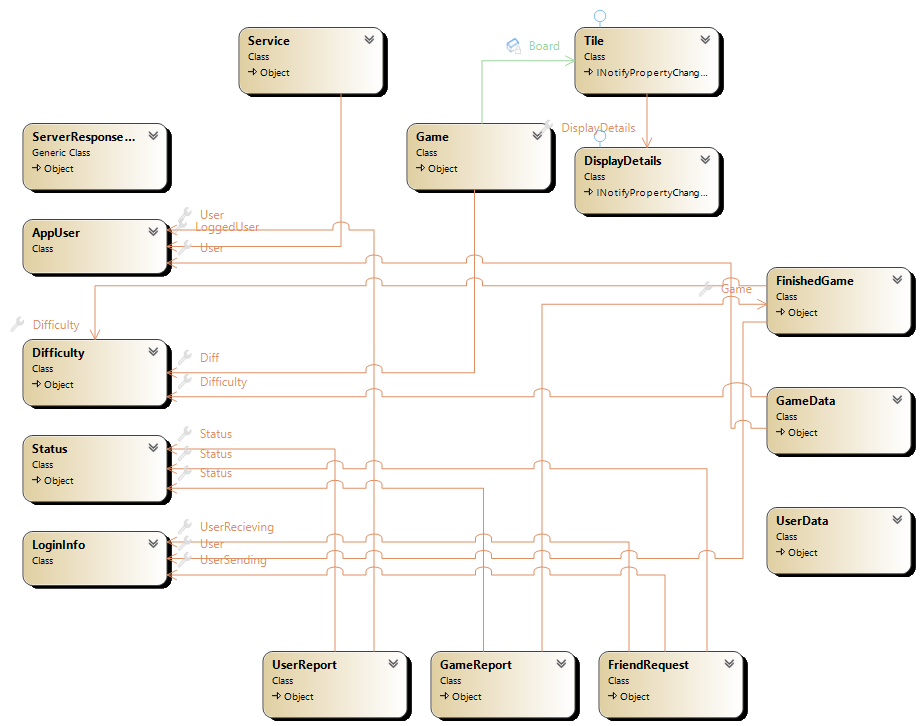 Service
Class
Object
Board
Tile
Class
INotifyPropertyChang...
ServerResponse...
Generic Class
Object
Game
Class
Object
DisplayDetails
DisplayDetails
Class
INotifyPropertyChang...
AppUser
Class
User
LoggedUser
User
FinishedGame
Class
Object
Game
Difficulty
Difficulty
Class
Object
Diff
Difficulty
GameData
Class
Object
Status
Class
Object
Status
Status
Status
UserData
Class
Object
LoginInfo
Class
UserRecieving
User
UserSending
UserReport
Class
Object
GameReport
Class
Object
FriendRequest
Class
Object